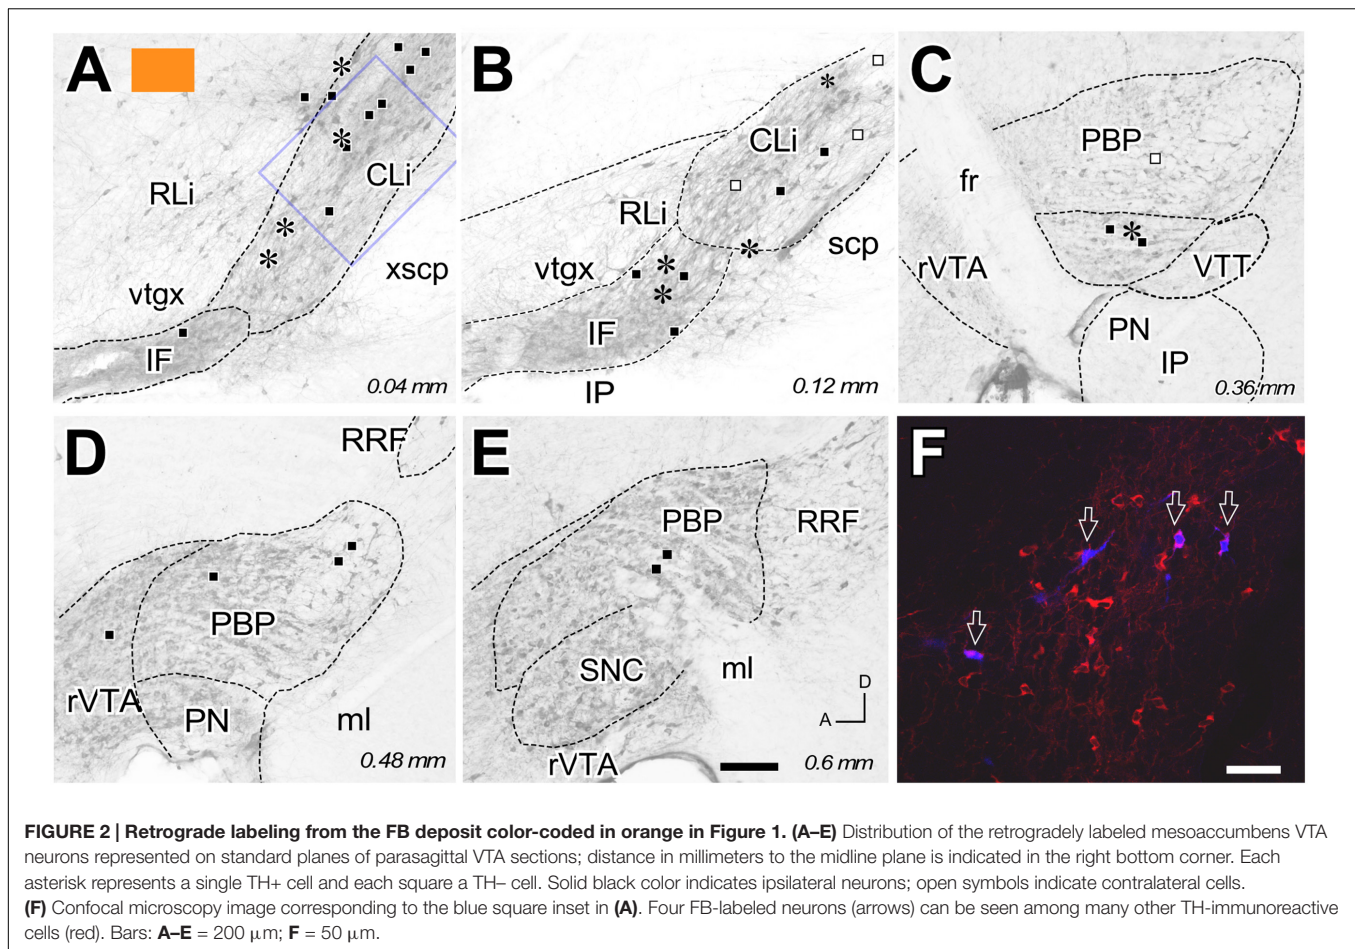 A
RLi
CLi
vtgx
xscp
IF
0.04 mm
B
CLi
RLi
scp
vtgx
IF
IP
0.12 mm
C
PBP
fr
rVTA
VTT
PN
IP
0.36 mm
D
RRF
PBP
rVTA
PN
ml
0.48 mm
E
PBP
RRF
SNC
ml
D
A
rVTA
0.6 mm
F
FIGURE 2 | Retrograde labeling from the FB deposit color-coded in orange in Figure 1. (A–E) Distribution of the retrogradely labeled mesoaccumbens VTA
neurons represented on standard planes of parasagittal VTA sections; distance in millimeters to the midline plane is indicated in the right bottom corner. Each
asterisk represents a single TH+ cell and each square a TH– cell. Solid black color indicates ipsilateral neurons; open symbols indicate contralateral cells.
(F) Confocal microscopy image corresponding to the blue square inset in (A). Four FB-labeled neurons (arrows) can be seen among many other TH-immunoreactive
cells (red). Bars: A–E = 200 μm; F = 50 μm.